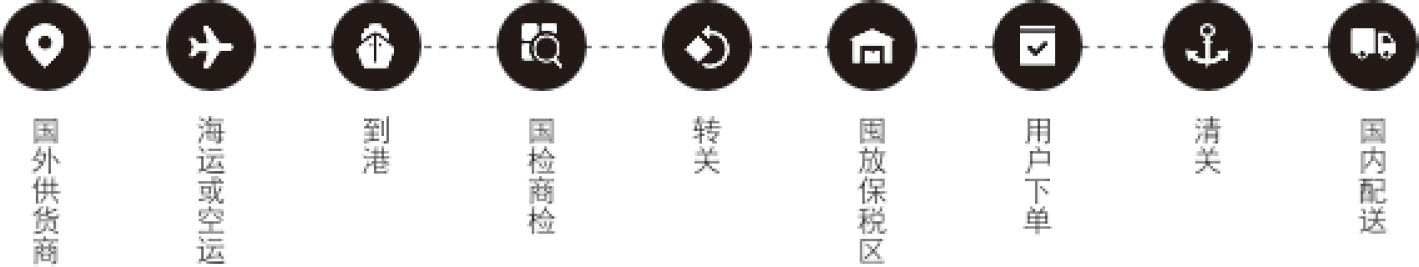 国外供货商
海运或空运
到港
国检商检
转关
囤放保税区
用户下单
清关
国内配送